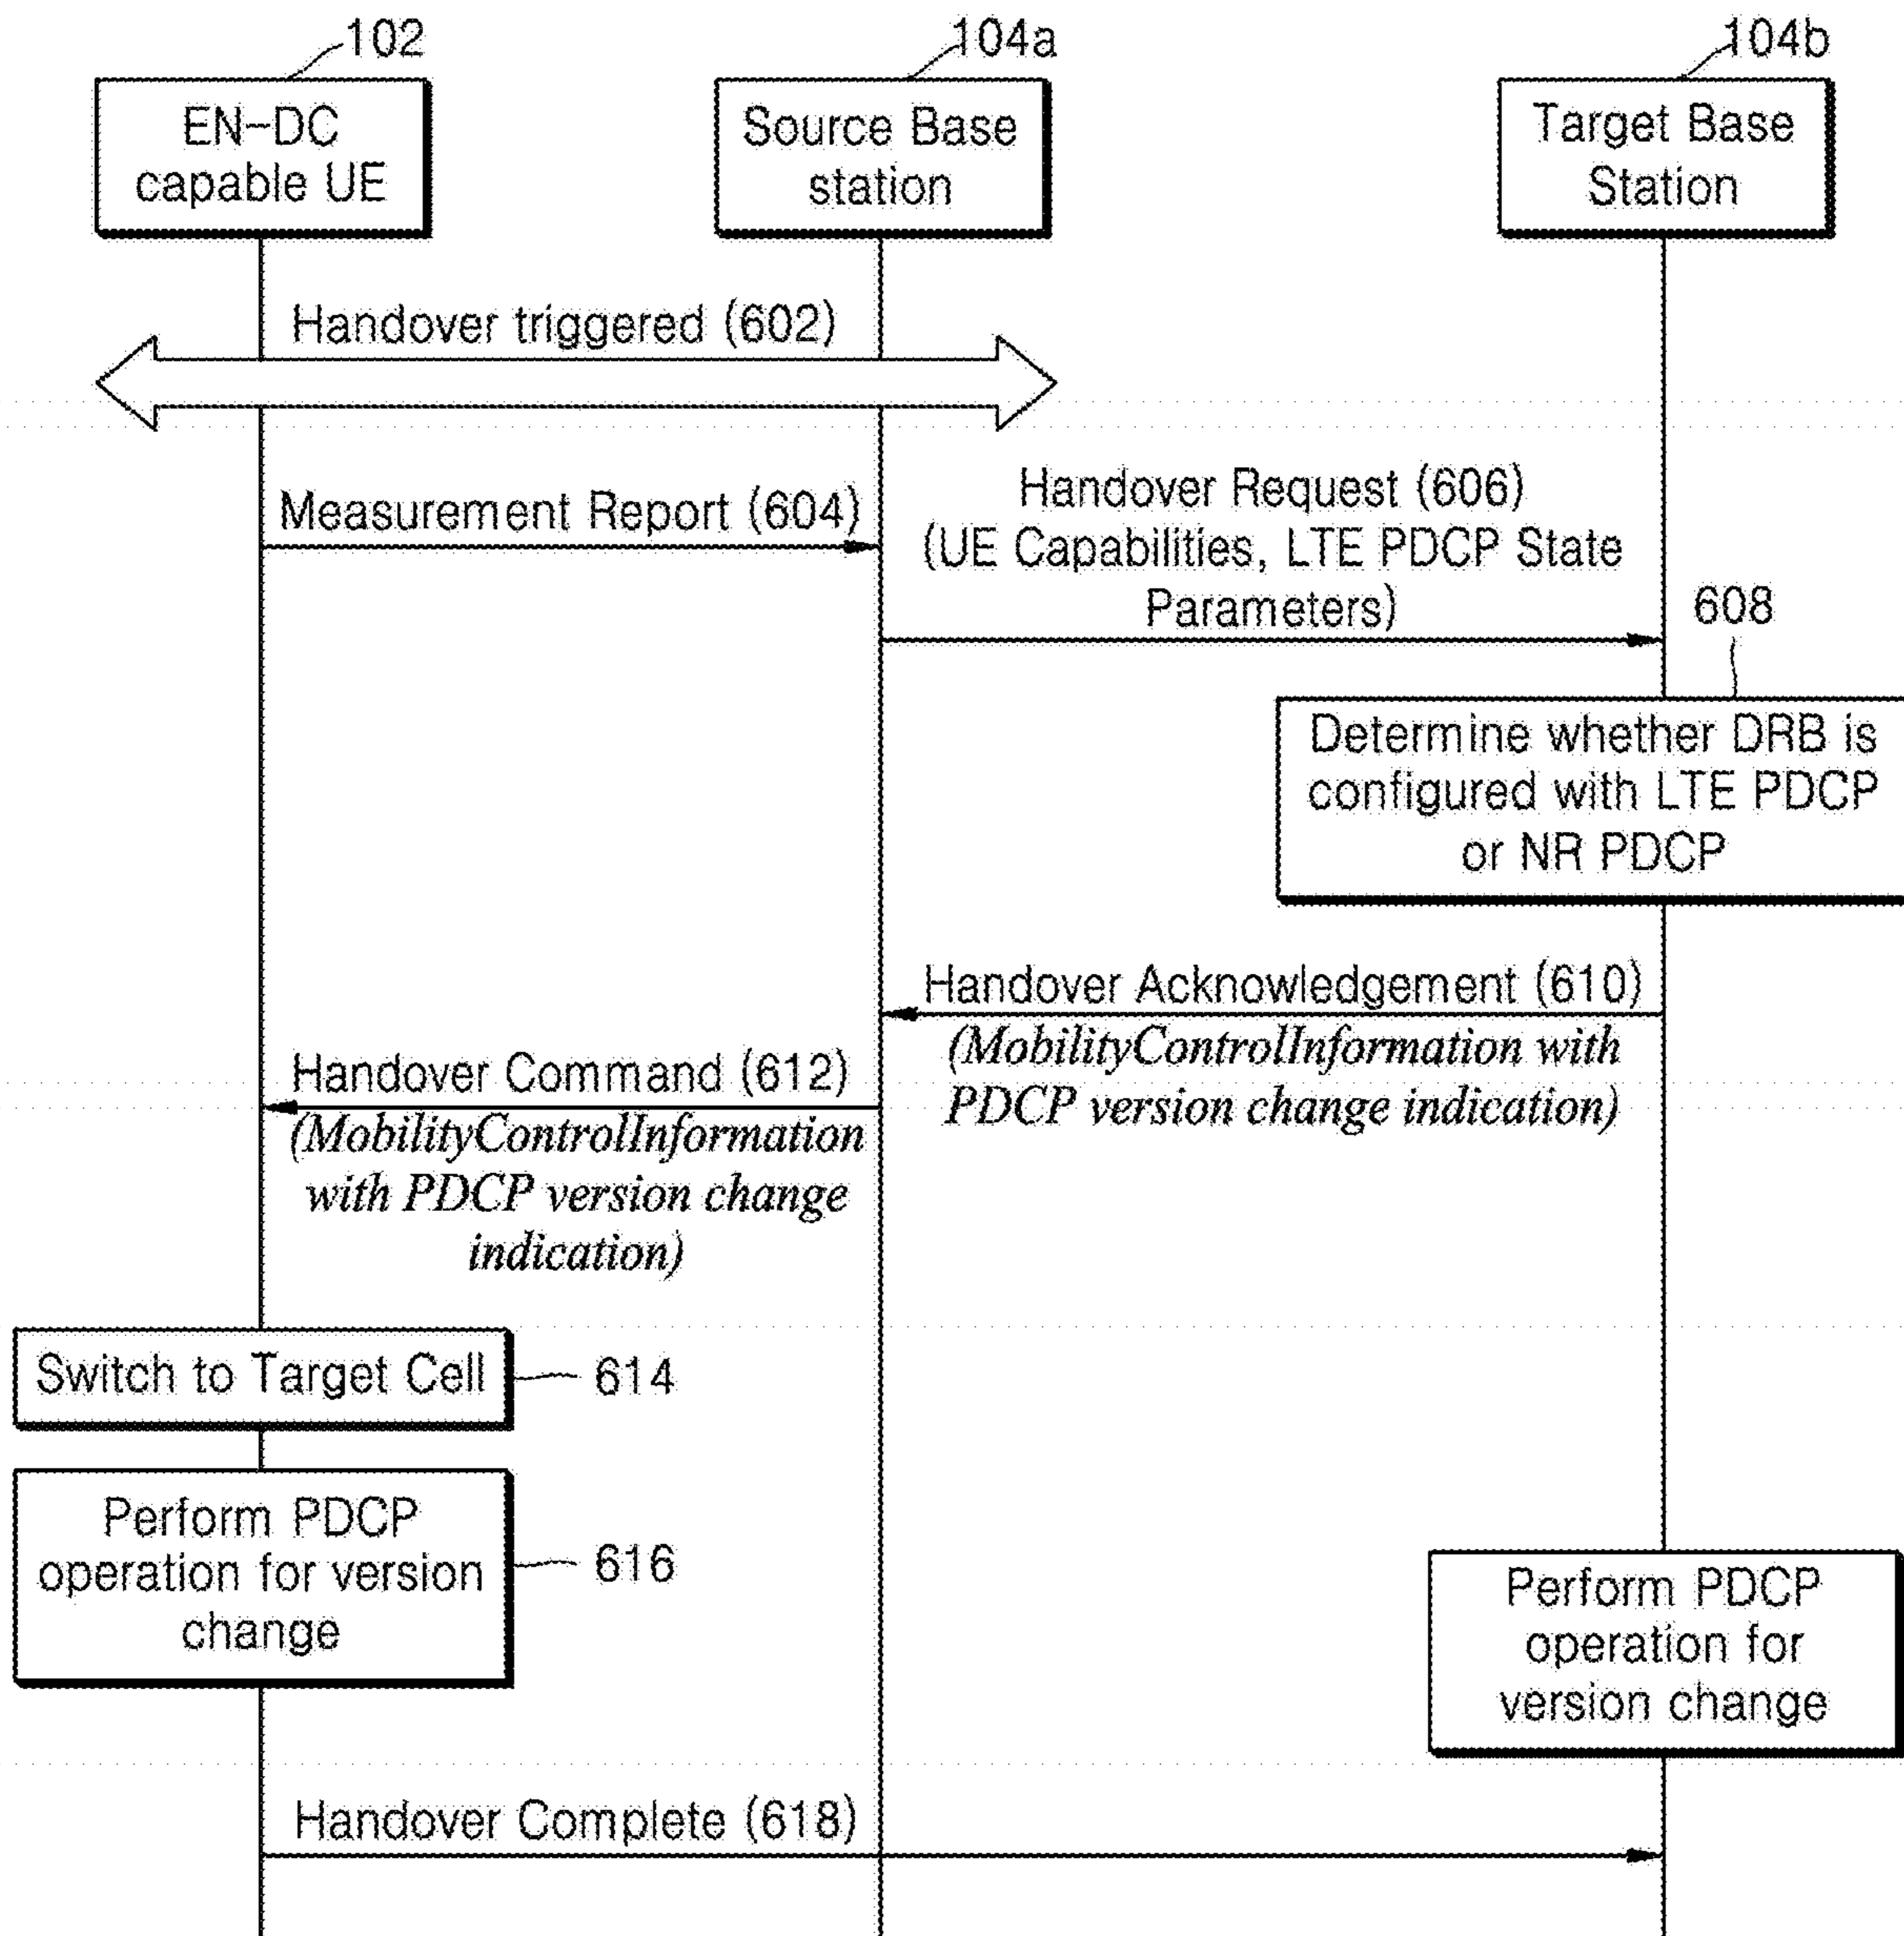 102
104a
104b
EN-DC
capable UE
Source Base
station
Target Base
Station
Handover triggered (602)
Measurement Report (604)
Handover Request (606)
(UE Capabilities, LTE PDCP State
Parameters)
608
Determine whether DRB is
configured with LTE PDCP
or NR PDCP
Handover Acknowledgement (610)
(MobilityControlInformation with
PDCP version change indication)
Handover Command (612)
(MobilityControlInformation
with PDCP version change
indication)
Switch to Target Cell
614
Perform PDCP
operation for version
change
616
Perform PDCP
operation for
version change
Handover Complete (618)